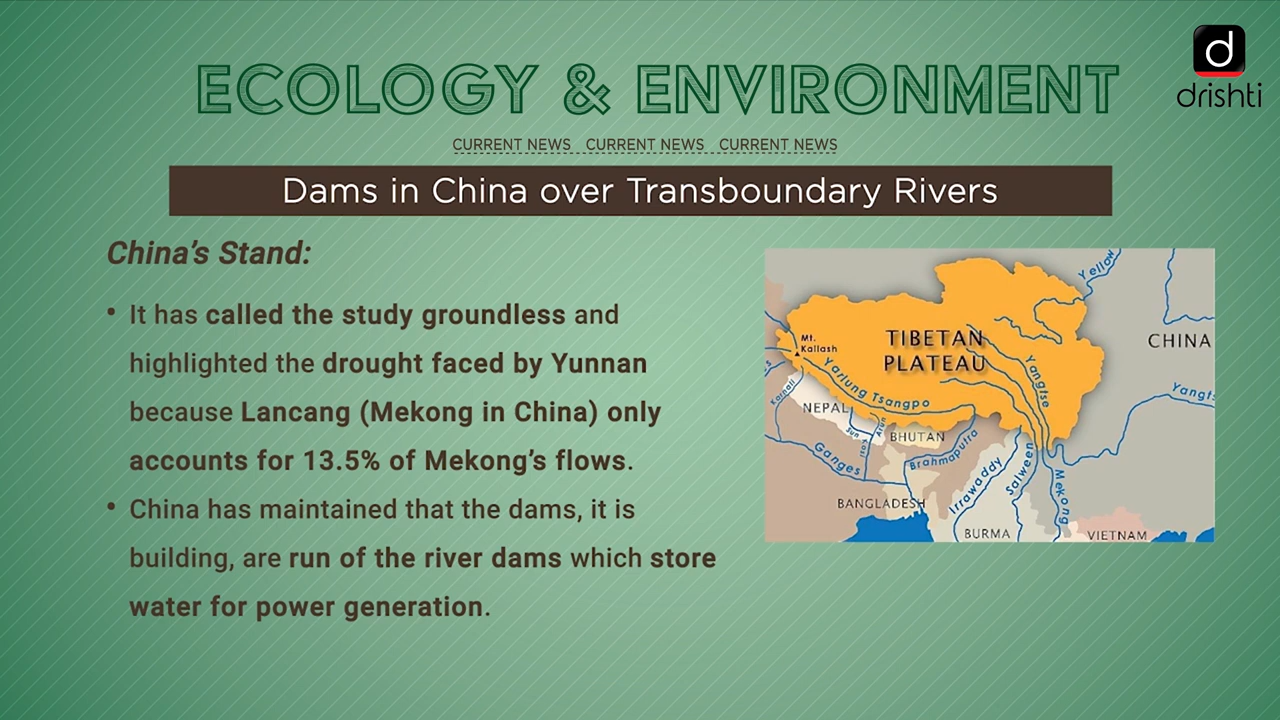 ECOLOGY & ENVIRONMENT
d
drishti
CURRENT NEWS CURRENT NEWS CURRENT NEWS
Dams in China over Transboundary Rivers
China's Stand:
• It has called the study groundless and
highlighted the drought faced by Yunnan
because Lancang (Mekong in China) only
accounts for 13.5% of Mekong's flows.
• China has maintained that the dams, it is
building, are run of the river dams which store
water for power generation.
Yellow
CHINA
TIBETAN
PLATEAU
Mt.
Kailash
Yarlung Tsangpo
Yangtse
Karnali
NEPAL
Sun
Arun
BHUTAN
Brahmaputra
Ganges
BANGLADESH
Irrawaddy
Salween
Mekong
BURMA
VIETNAM